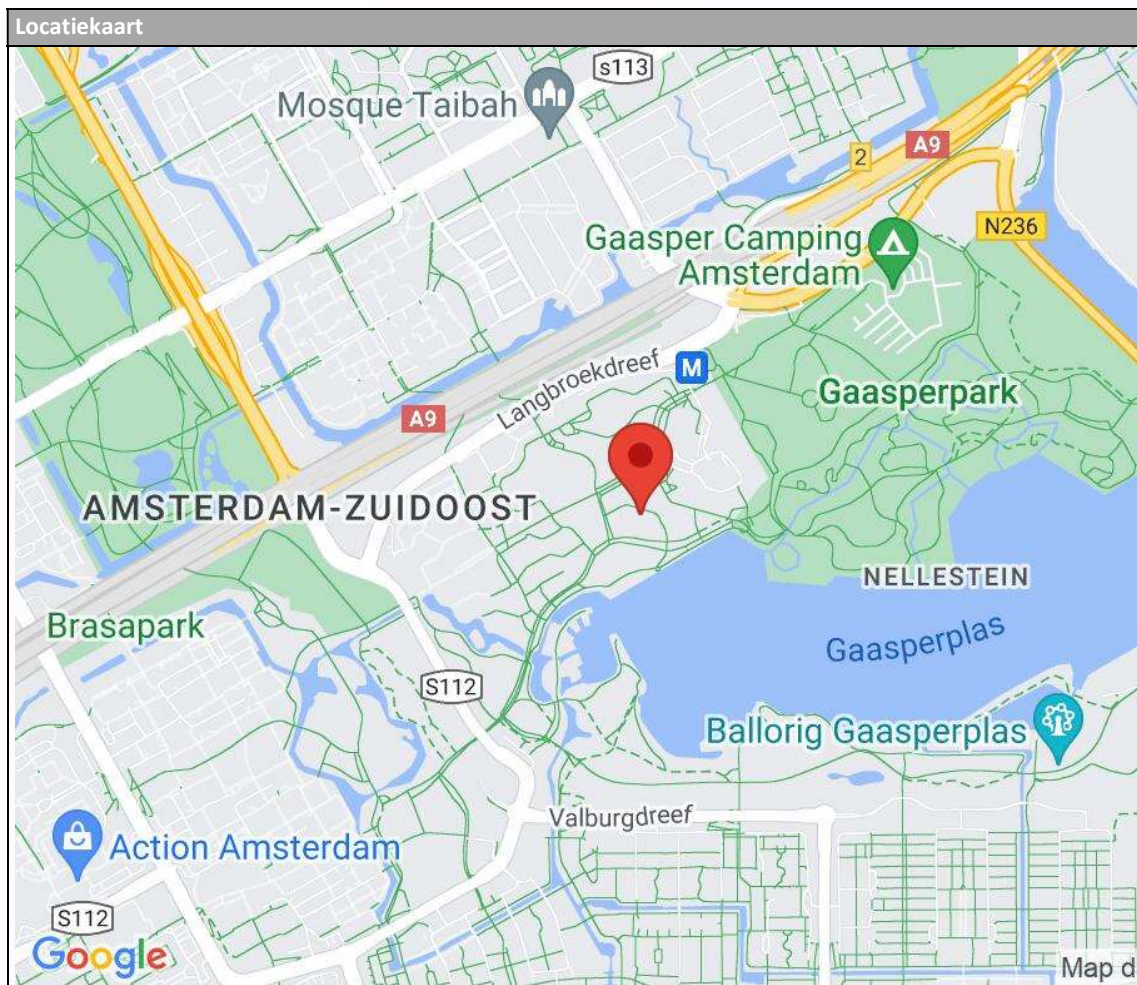 Locatiekaart
s113
Mosque Taibah
A9
2
N236
Gaasper Camping
Amsterdam
Langbroekdreef
M
Gaasperpark
A9
AMSTERDAM-ZUIDOOST
NELLESTEIN
Brasapark
Gaasperplas
S112
Ballorig Gaasperplas
Valburgdreef
Action Amsterdam
S112
Google
Map d